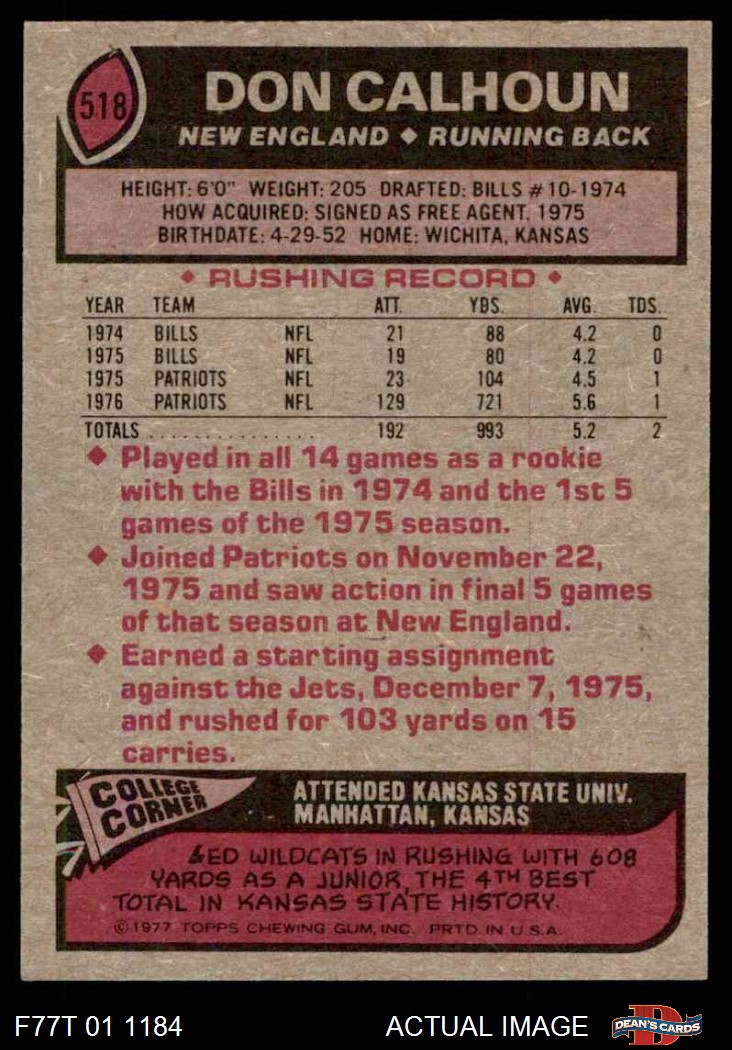 518
DON CALHOUN
NEW ENGLAND ◆ RUNNING BACK
HEIGHT: 6'0" WEIGHT: 205 DRAFTED: BILLS #10-1974
HOW ACQUIRED: SIGNED AS FREE AGENT, 1975
BIRTHDATE: 4-29-52 HOME: WICHITA, KANSAS
◆ RUSHING RECORD ◆
YEAR TEAM ATT. YDS. AVG. TDS.
1974 BILLS NFL 21 88 4.2 0
1975 BILLS NFL 19 80 4.2 0
1975 PATRIOTS NFL 23 104 4.5 1
1976 PATRIOTS NFL 129 721 5.6 1
TOTALS . . . . . . . . . . . . . . . 192 993 5.2 2
◆ Played in all 14 games as a rookie
with the Bills in 1974 and the 1st 5
games of the 1975 season.
◆ Joined Patriots on November 22,
1975 and saw action in final 5 games
of that season at New England.
◆ Earned a starting assignment
against the Jets, December 7, 1975,
and rushed for 103 yards on 15
carries.
COLLEGE
CORNER
ATTENDED KANSAS STATE UNIV.
MANHATTAN, KANSAS
LED WILDCATS IN RUSHING WITH 608
YARDS AS A JUNIOR, THE 4TH BEST
TOTAL IN KANSAS STATE HISTORY.
© 1977 TOPPS CHEWING GUM, INC. PRTD. IN U.S.A.
F77T 01 1184 ACTUAL IMAGE D DEAN'S CARDS